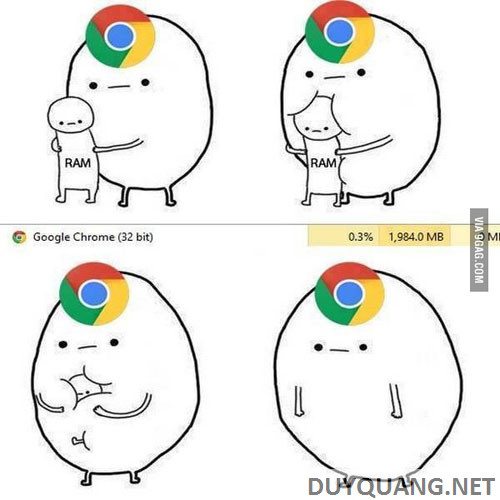 RAM
RAM
Google Chrome (32 bit) 0.3% 1,984.0 MB
VIA 9GAG.COM
DUYQUANG.NET